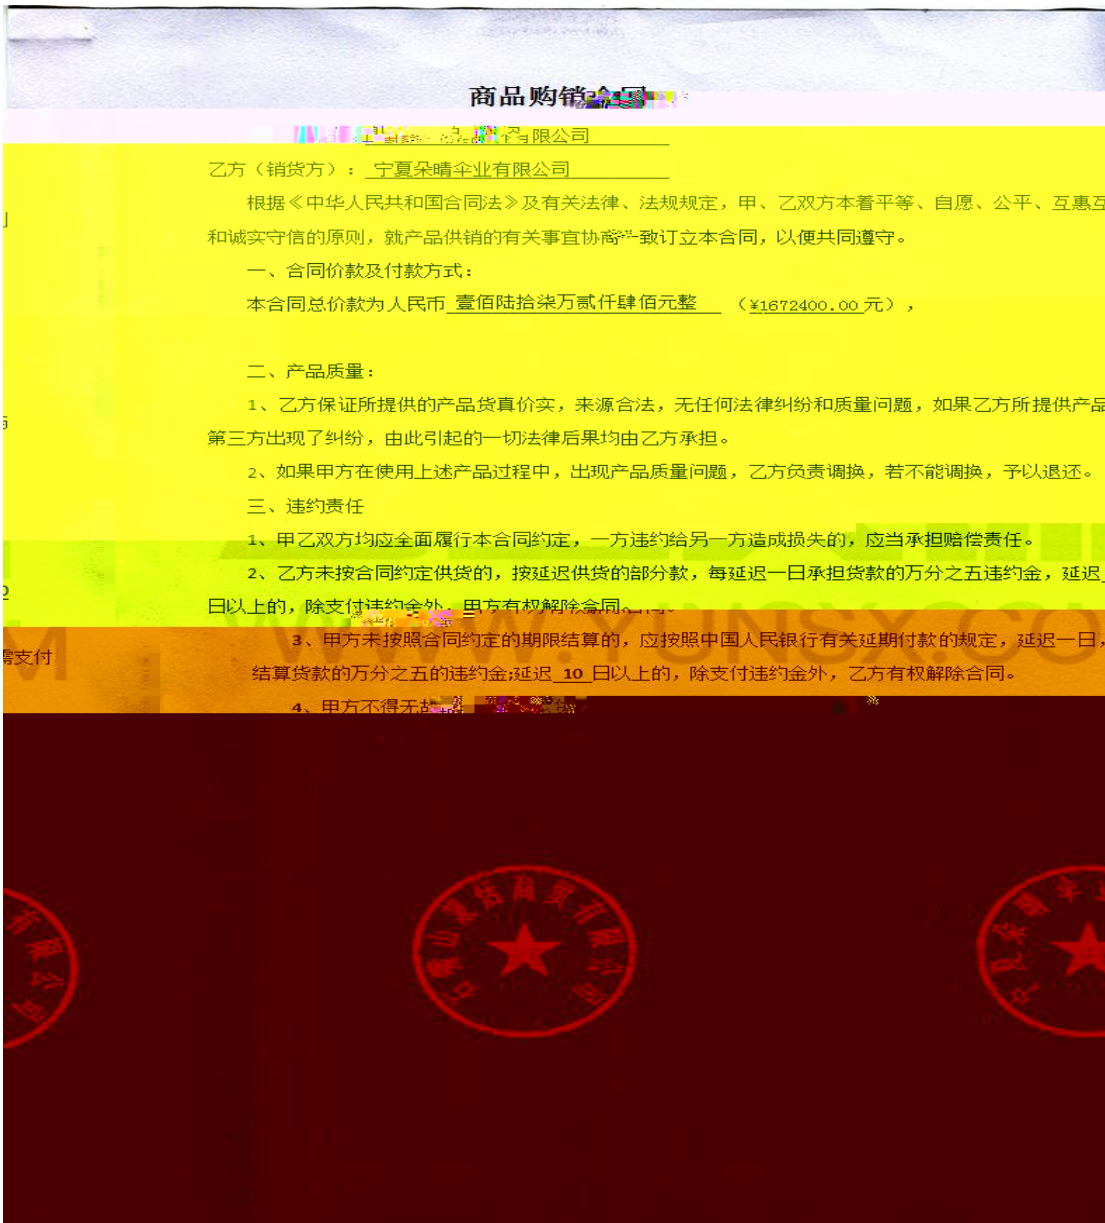 商品购销合同
有限公司
乙方（销货方）：宁夏朵晴伞业有限公司
根据《中华人民共和国合同法》及有关法律、法规规定，甲、乙双方本着平等、自愿、公平、互惠互
和诚实守信的原则，就产品供销的有关事宜协商一致订立本合同，以便共同遵守。
一、合同价款及付款方式：
本合同总价款为人民币 壹佰陆拾柒万贰仟肆佰元整 （¥1672400.00元），
二、产品质量：
1、乙方保证所提供的产品货真价实，来源合法，无任何法律纠纷和质量问题，如果乙方所提供产品
第三方出现了纠纷，由此引起的一切法律后果均由乙方承担。
2、如果甲方在使用上述产品过程中，出现产品质量问题，乙方负责调换，若不能调换，予以退还。
三、违约责任
1、甲乙双方均应全面履行本合同约定，一方违约给另一方造成损失的，应当承担赔偿责任。
2、乙方未按合同约定供货的，按延迟供货的部分款，每延迟一日承担货款的万分之五违约金，延迟
日以上的，除支付违约金外，甲方有权解除合同。
需支付
3、甲方未按照合同约定的期限结算的，应按照中国人民银行有关延期付款的规定，延迟一日，
结算货款的万分之五的违约金;延迟 10 日以上的，除支付违约金外，乙方有权解除合同。
4、甲方不得无故
WWW.YUNSX.CO
有限公司
商贸有限公司